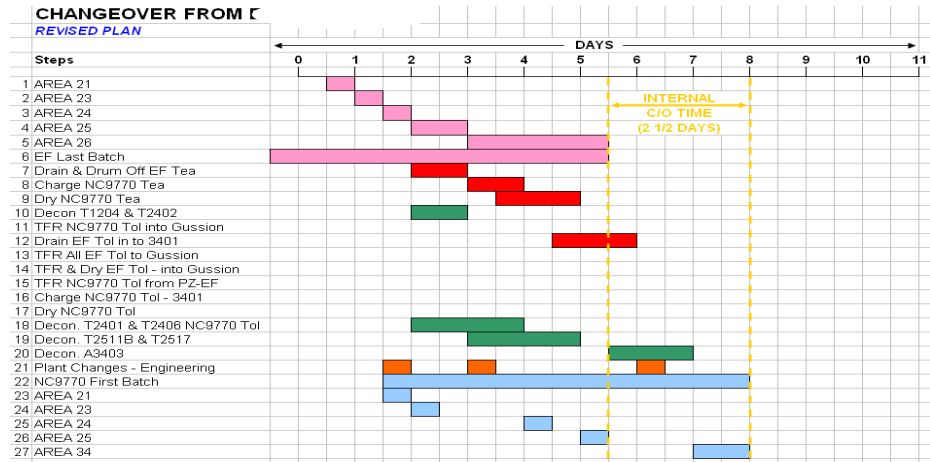 CHANGEOVER FROM
REVISED PLAN
DAYS
Steps 0 1 2 3 4 5 6 7 8 9 10 11
1 AREA 21
2 AREA 23
3 AREA 24
4 AREA 25
5 AREA 26
6 EF Last Batch
7 Drain & Drum Off EF Tea
8 Charge NC9770 Tea
9 Dry NC9770 Tea
10 Decon T1204 & T2402
11 TFR NC9770 Tol into Gussion
12 Drain EF Tol in to 3401
13 TFR All EF Tol to Gussion
14 TFR & Dry EF Tol - into Gussion
15 TFR NC9770 Tol from PZ-EF
16 Charge NC9770 Tol - 3401
17 Dry NC9770 Tol
18 Decon. T2401 & T2406 NC9770 Tol
19 Decon. T2511B & T2517
20 Decon. A3403
21 Plant Changes - Engineering
22 NC9770 First Batch
23 AREA 21
24 AREA 23
25 AREA 24
26 AREA 25
27 AREA 34
INTERNAL
C/O TIME
(2 1/2 DAYS)